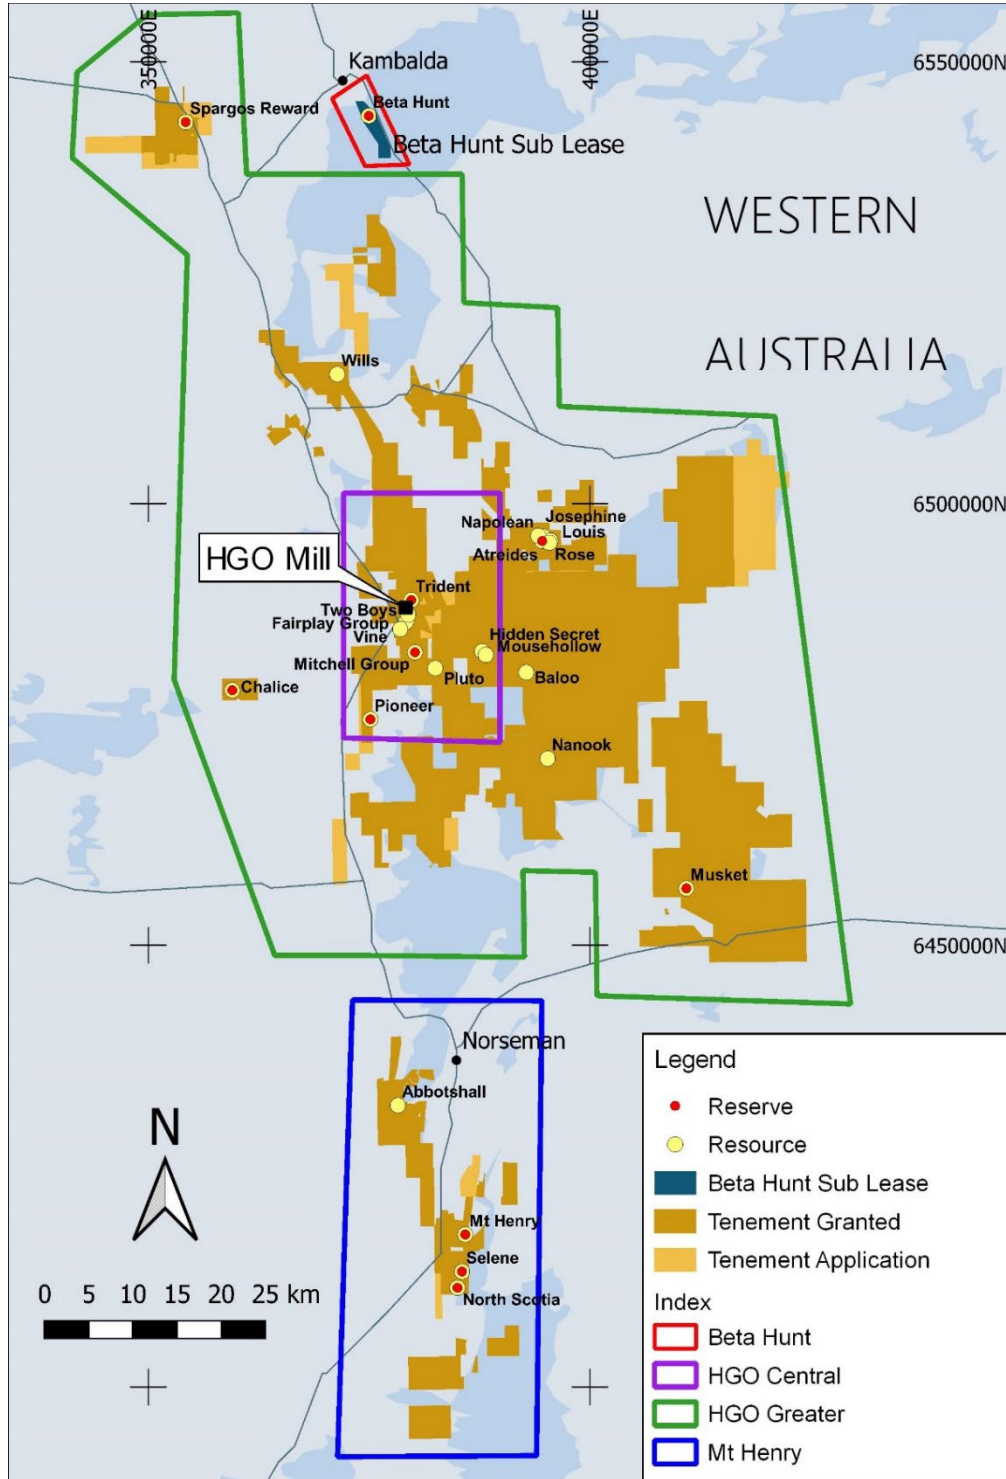 350000E
400000E
6550000N
Kambalda
Spargos Reward
Beta Hunt
Beta Hunt Sub Lease
WESTERN
AUSTRALIA
Wills
6500000N
Napolean
Josephine
Louis
Atreides
Rose
HGO Mill
Trident
Two Boys
Fairplay Group
Vine
Hidden Secret
Mousehollow
Mitchell Group
Pluto
Baloo
Chalice
Pioneer
Nanook
Musket
6450000N
Norseman
Abbotshall
N
Mt Henry
Selene
North Scotia
0 5 10 15 20 25 km
Legend
Reserve
Resource
Beta Hunt Sub Lease
Tenement Granted
Tenement Application
Index
Beta Hunt
HGO Central
HGO Greater
Mt Henry